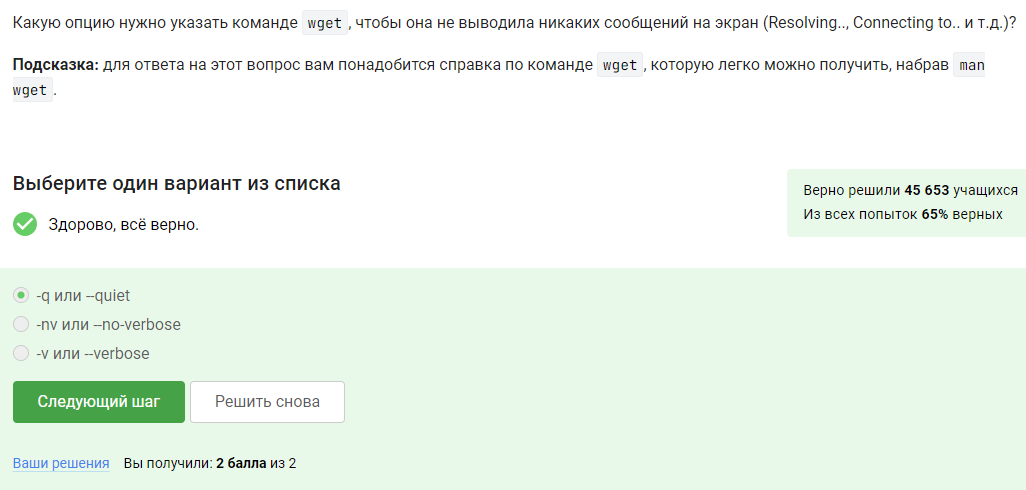 Какую опцию нужно указать команде wget, чтобы она не выводила никаких сообщений на экран (Resolving.., Connecting to.. и т.д.)?
Подсказка: для ответа на этот вопрос вам понадобится справка по команде wget, которую легко можно получить, набрав man
wget.
Выберите один вариант из списка
Здорово, всё верно.
Верно решили 45 653 учащихся
Из всех попыток 65% верных
-q или --quiet
-nv или --no-verbose
-v или --verbose
Следующий шаг Решить снова
Ваши решения Вы получили: 2 балла из 2